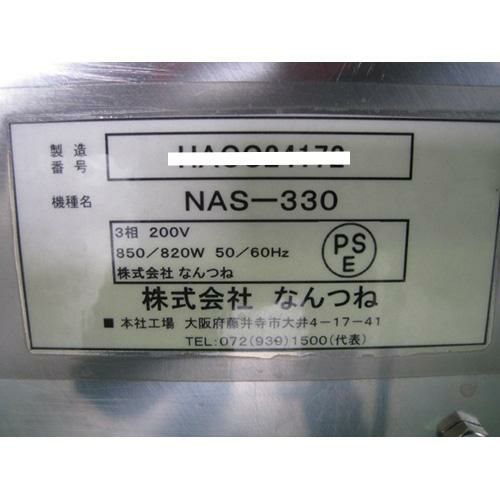 製造
番号
機種名 NAS-330
3相 200V
850/820W 50/60Hz
株式会社 なんつね
PS
E
株式会社 なんつね
■ 本社工場 大阪府藤井寺市大井4-17-41
TEL:072(939)1500(代表)